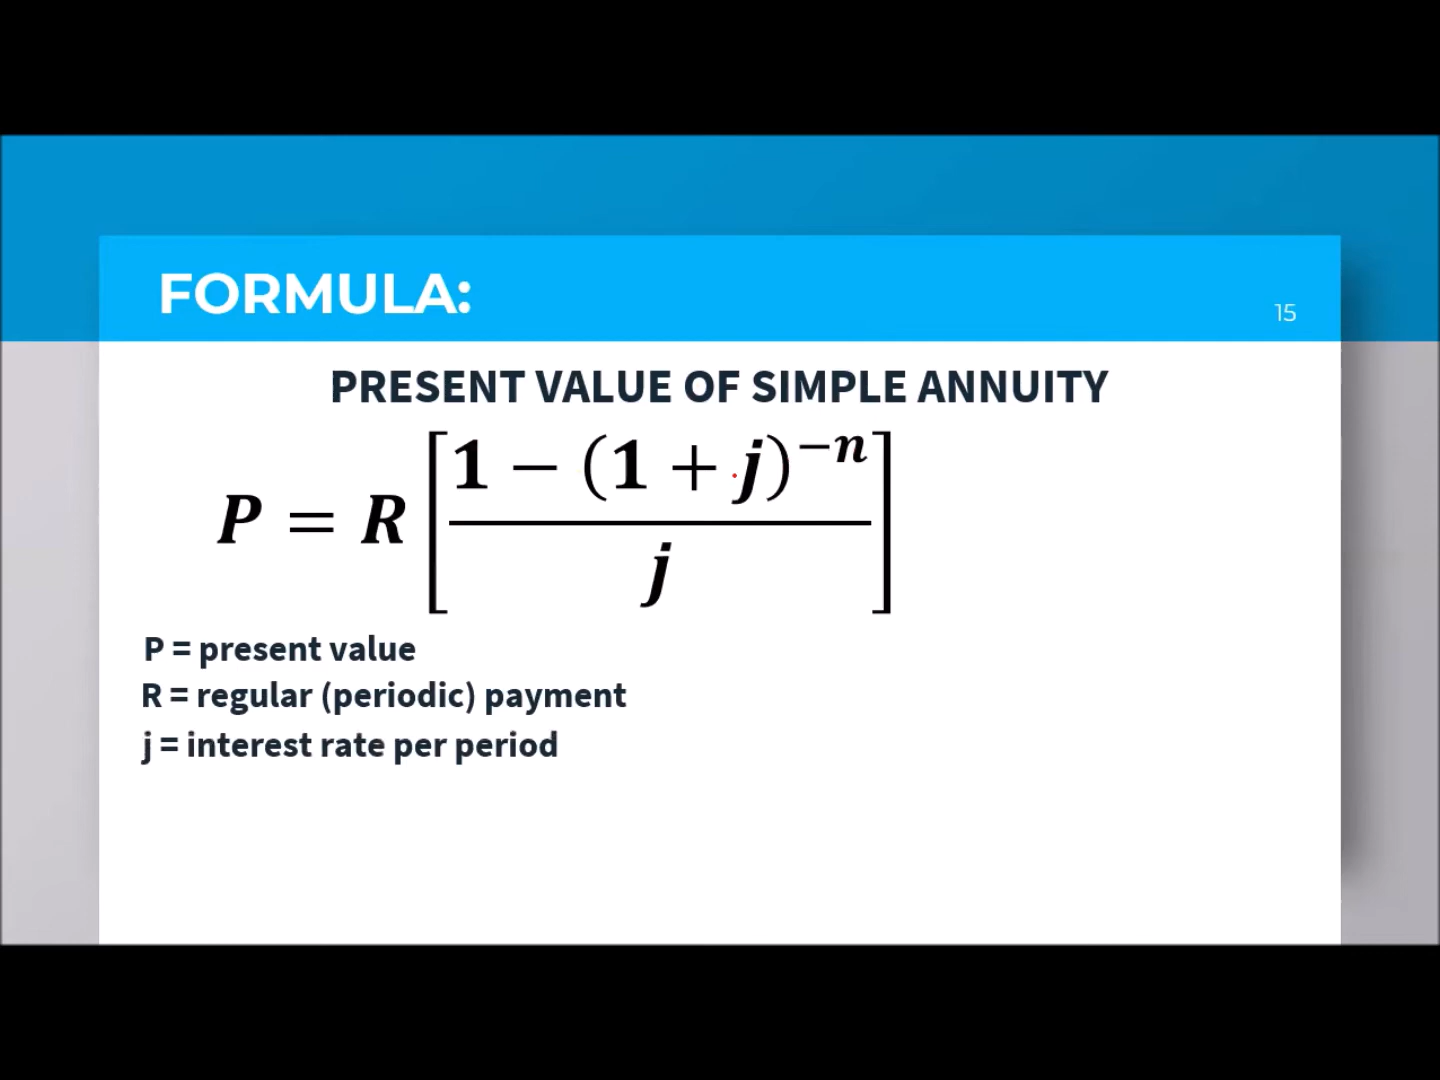 FORMULA:
15
PRESENT VALUE OF SIMPLE ANNUITY
P = R [ (1 − (1 + j)^−n) / j ]
P = present value
R = regular (periodic) payment
j = interest rate per period